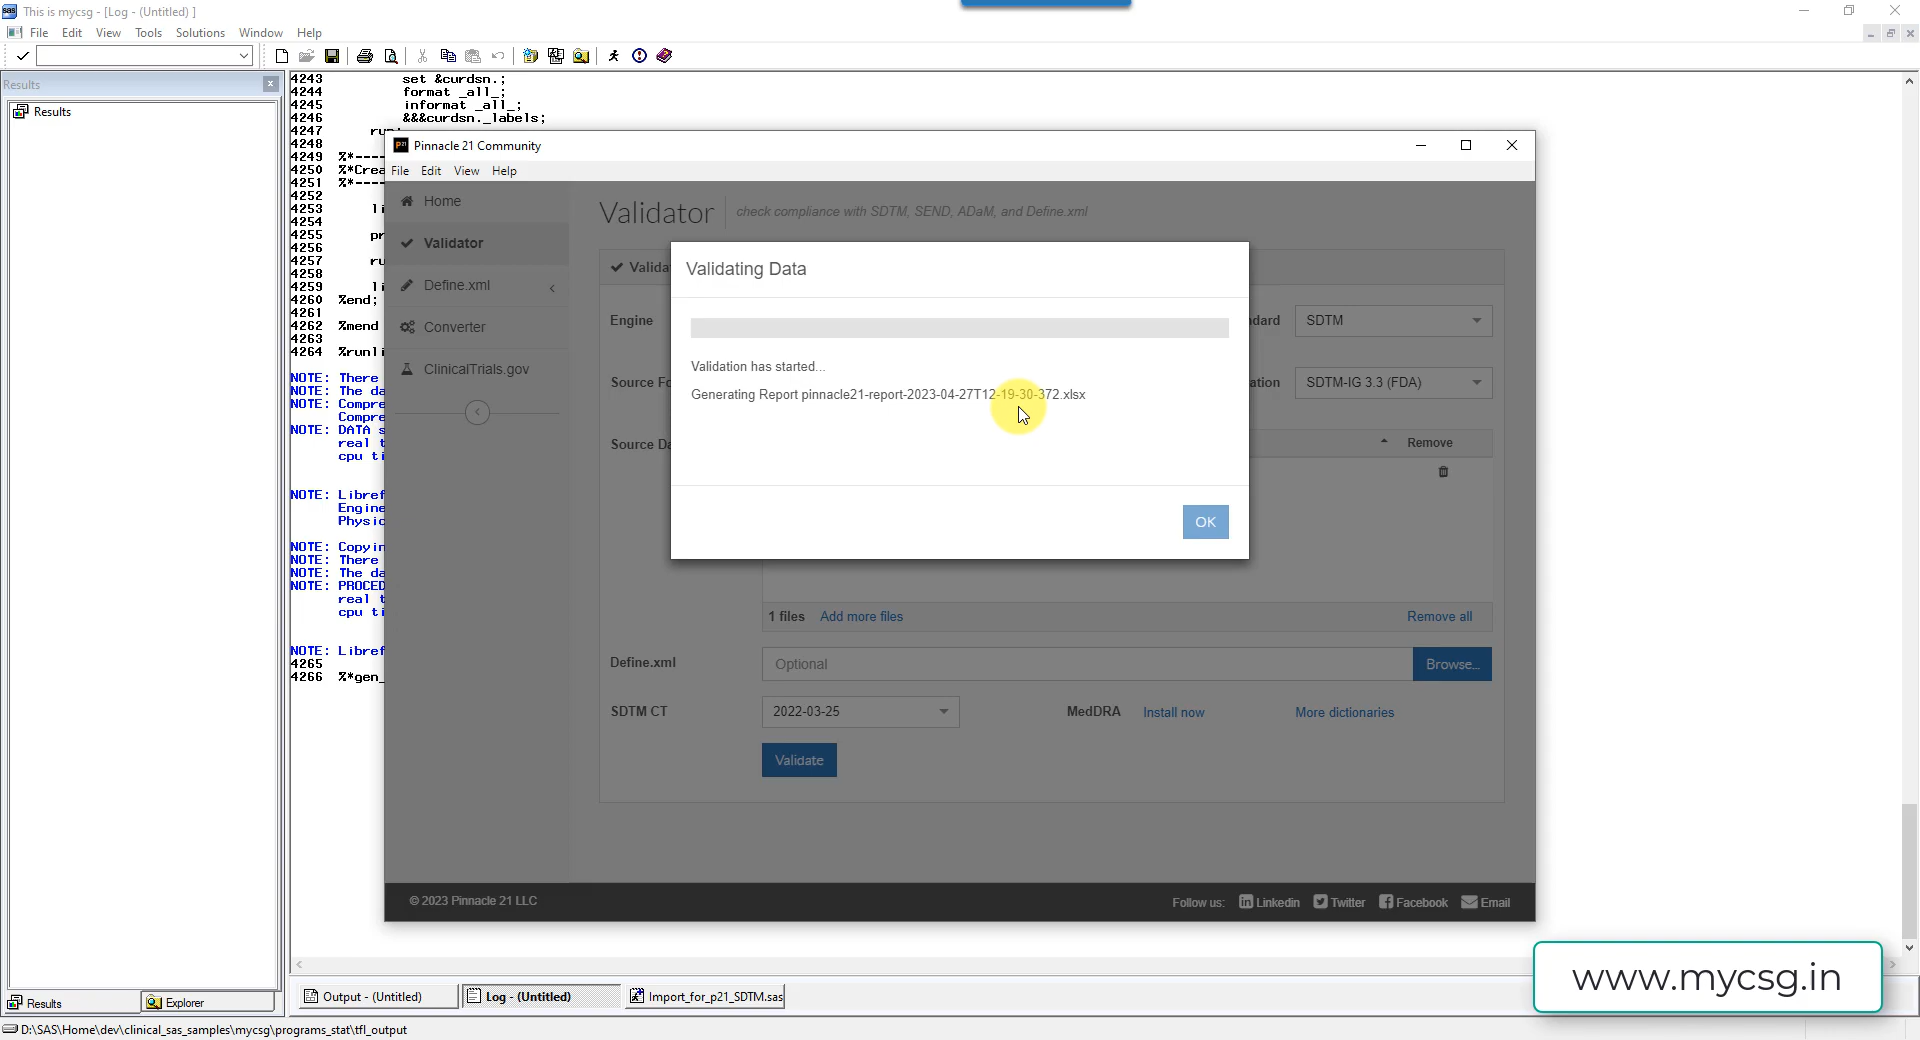 This is mycsg - [Log - (Untitled) ]
File Edit View Tools Solutions Window Help
Results
Results
4243 set &curdsn.;
4244 format _all_;
4245 informat _all_;
4246 &&&curdsn._labels;
4247
4248
4249 %*----
4250 %*Crea
4251 %*----
4252
4253 li
4254
4255 pr
4256
4257 ru
4258
4259 li
4260 %end;
4261
4262 %mend
4263
4264 %runli
NOTE: There
NOTE: The da
NOTE: Compre
Compre
NOTE: DATA s
real t
cpu ti
NOTE: Libref
Engine
Physic
NOTE: Copyin
NOTE: There
NOTE: The da
NOTE: PROCED
real t
cpu ti
NOTE: Libref
4265
4266 %*gen_
Pinnacle 21 Community
File Edit View Help
Home
Validator
Define.xml
Converter
ClinicalTrials.gov
Validator check compliance with SDTM, SEND, ADaM, and Define.xml
Valida
Engine
dard SDTM
Source Fo
ation SDTM-IG 3.3 (FDA)
Source Da
Remove
Validating Data
Validation has started...
Generating Report pinnacle21-report-2023-04-27T12-19-30-372.xlsx
OK
1 files Add more files Remove all
Define.xml Optional Browse...
SDTM CT 2022-03-25 MedDRA Install now More dictionaries
Validate
© 2023 Pinnacle 21 LLC
Follow us: Linkedin Twitter Facebook Email
www.mycsg.in
Results Explorer
Output - (Untitled) Log - (Untitled) Import_for_p21_SDTM.sas
D:\SAS\Home\dev\clinical_sas_samples\mycsg\programs_stat\tfl_output